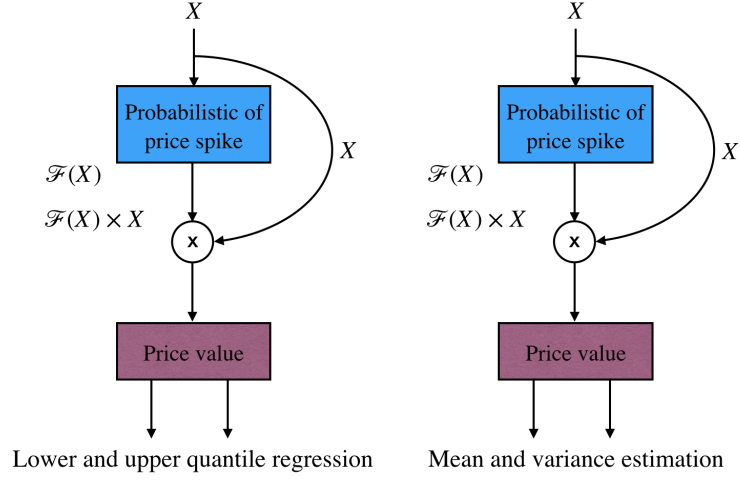 X
Probabilistic of
price spike
X
ℱ(X)
ℱ(X) × X
x
Price value
Lower and upper quantile regression
X
Probabilistic of
price spike
X
ℱ(X)
ℱ(X) × X
x
Price value
Mean and variance estimation